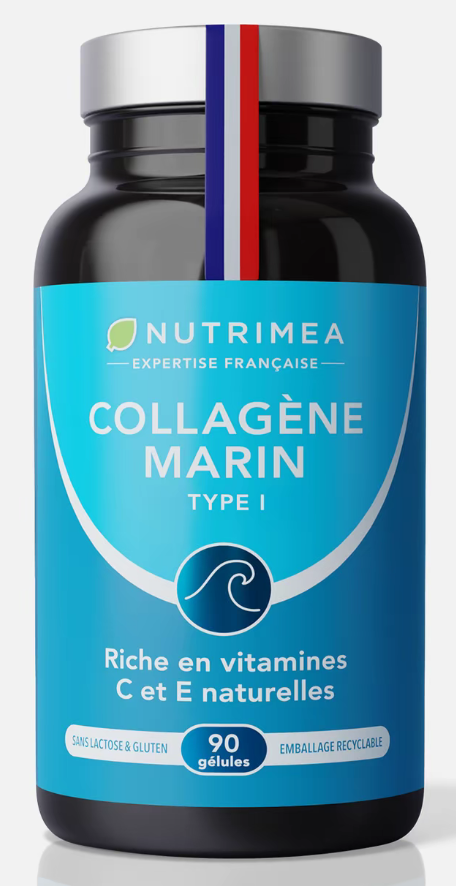 NUTRIMEA
EXPERTISE FRANÇAISE
COLLAGÈNE
MARIN
TYPE I
Riche en vitamines
C et E naturelles
SANS LACTOSE & GLUTEN
90
gélules
EMBALLAGE RECYCLABLE